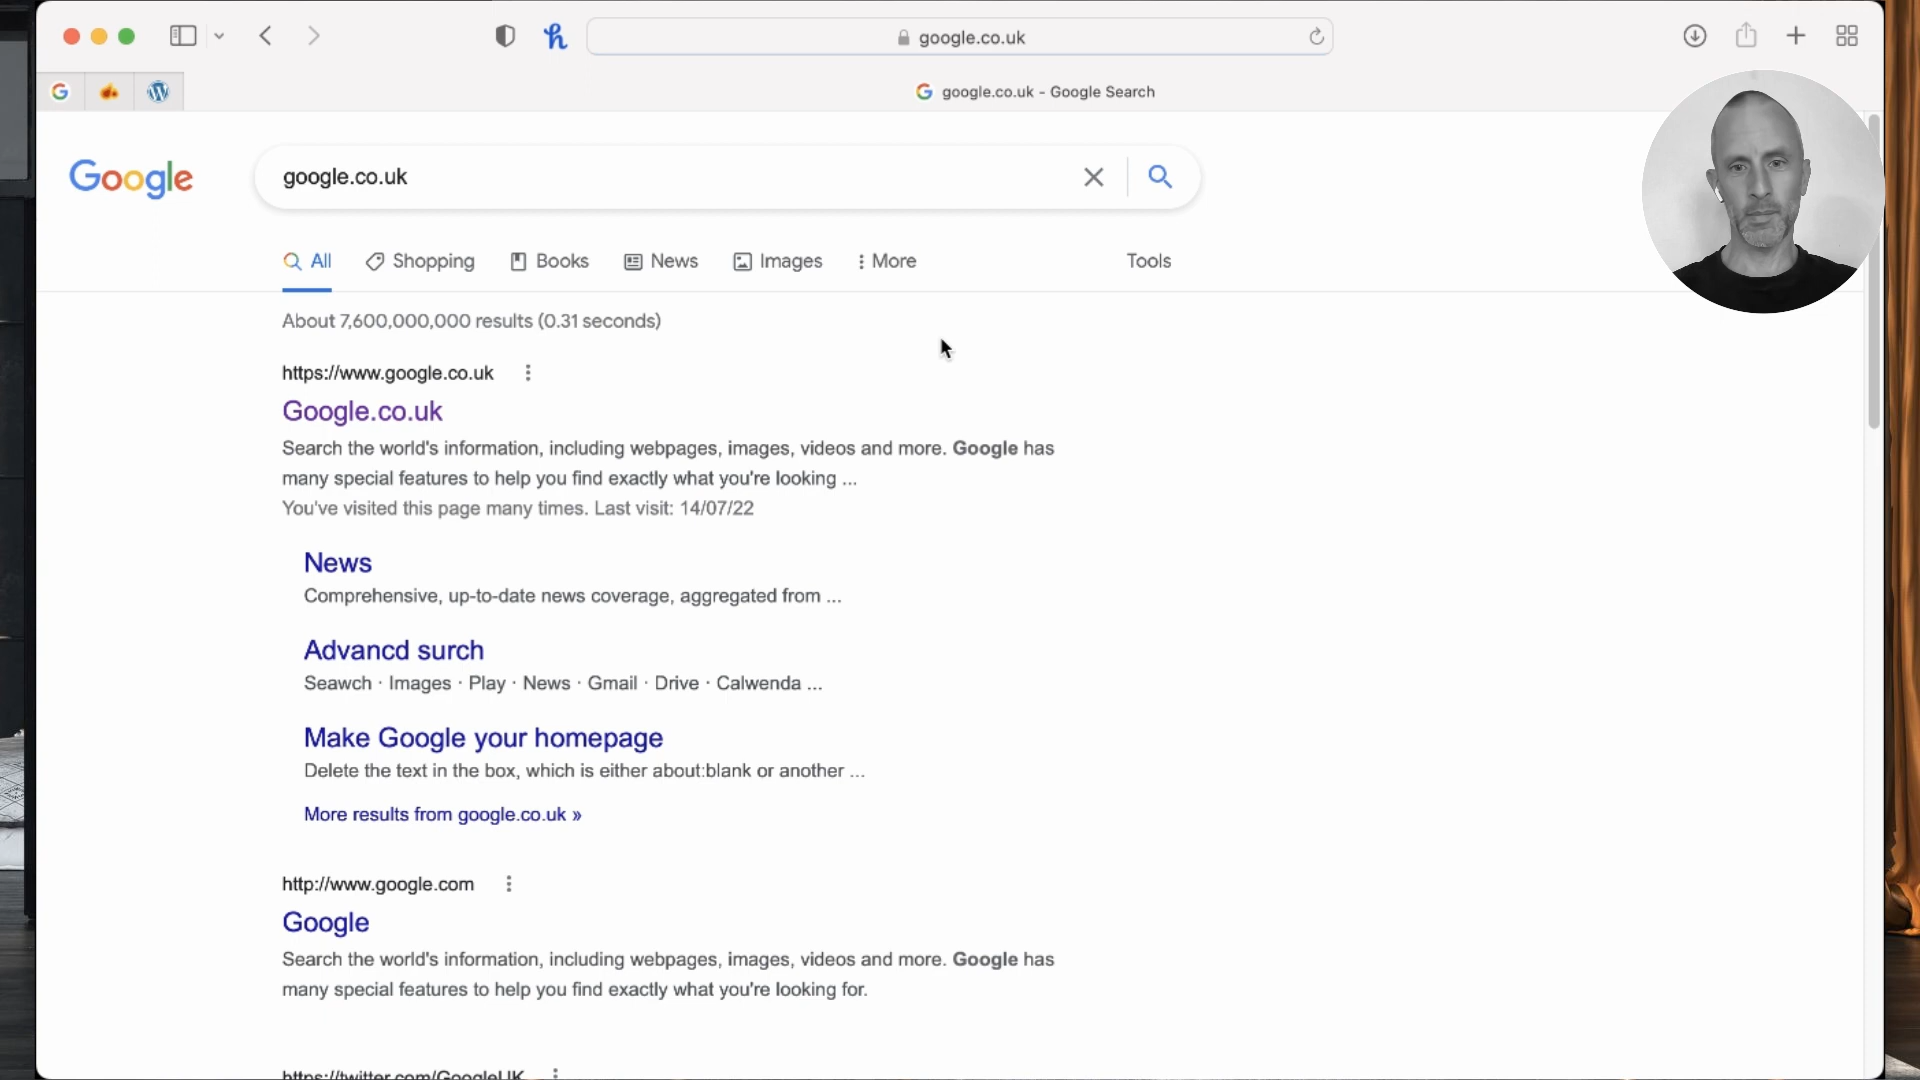 google.co.uk
google.co.uk - Google Search
Google
google.co.uk
All
Shopping
Books
News
Images
More
Tools
About 7,600,000,000 results (0.31 seconds)
https://www.google.co.uk
Google.co.uk
Search the world's information, including webpages, images, videos and more. Google has
many special features to help you find exactly what you're looking ...
You've visited this page many times. Last visit: 14/07/22
News
Comprehensive, up-to-date news coverage, aggregated from ...
Advancd surch
Seawch · Images · Play · News · Gmail · Drive · Calwenda ...
Make Google your homepage
Delete the text in the box, which is either about:blank or another ...
More results from google.co.uk »
http://www.google.com
Google
Search the world's information, including webpages, images, videos and more. Google has
many special features to help you find exactly what you're looking for.
https://twitter.com/GoogleUK